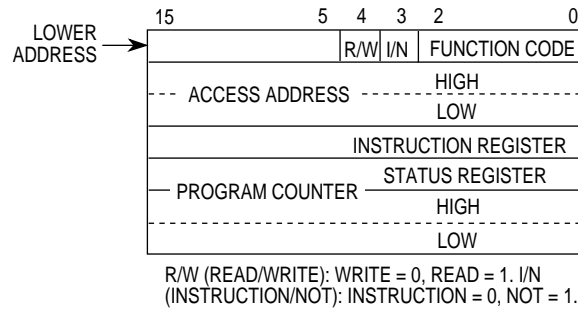 15 5 4 3 2 0
LOWER ADDRESS
R/W I/N FUNCTION CODE
HIGH
ACCESS ADDRESS
LOW
INSTRUCTION REGISTER
STATUS REGISTER
PROGRAM COUNTER
HIGH
LOW
R/W (READ/WRITE): WRITE = 0, READ = 1. I/N
(INSTRUCTION/NOT): INSTRUCTION = 0, NOT = 1.